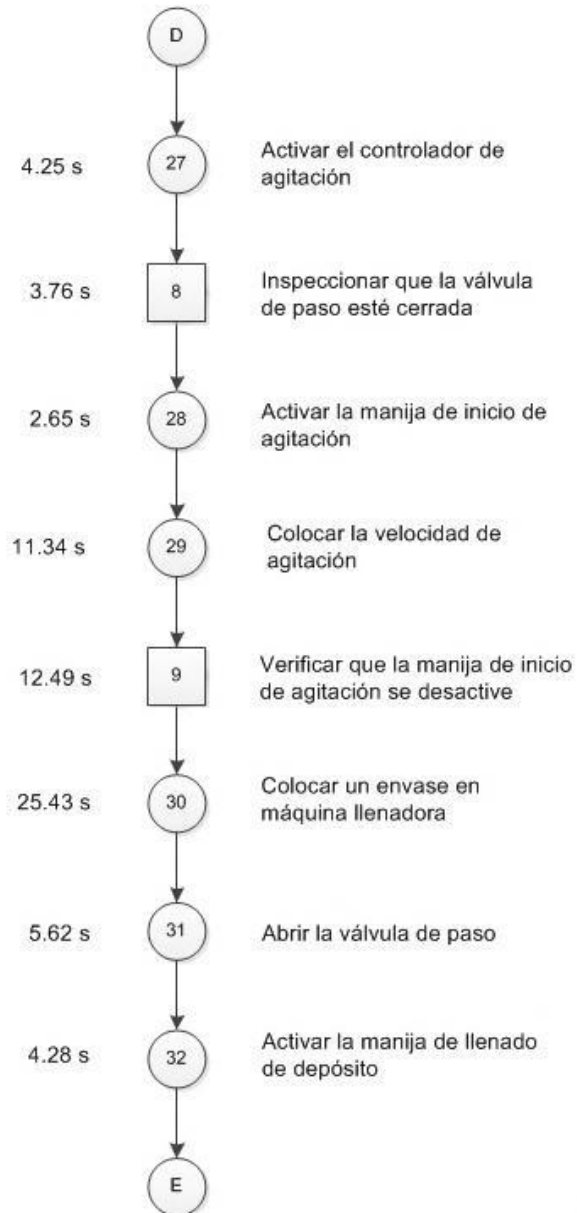 D
4.25 s
27
Activar el controlador de
agitación
3.76 s
8
Inspeccionar que la válvula
de paso esté cerrada
2.65 s
28
Activar la manija de inicio de
agitación
11.34 s
29
Colocar la velocidad de
agitación
12.49 s
9
Verificar que la manija de inicio
de agitación se desactive
25.43 s
30
Colocar un envase en
máquina llenadora
5.62 s
31
Abrir la válvula de paso
4.28 s
32
Activar la manija de llenado
de depósito
E